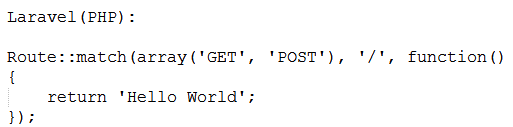 Laravel(PHP):
Route::match(array('GET', 'POST'), '/', function()
{
    return 'Hello World';
});